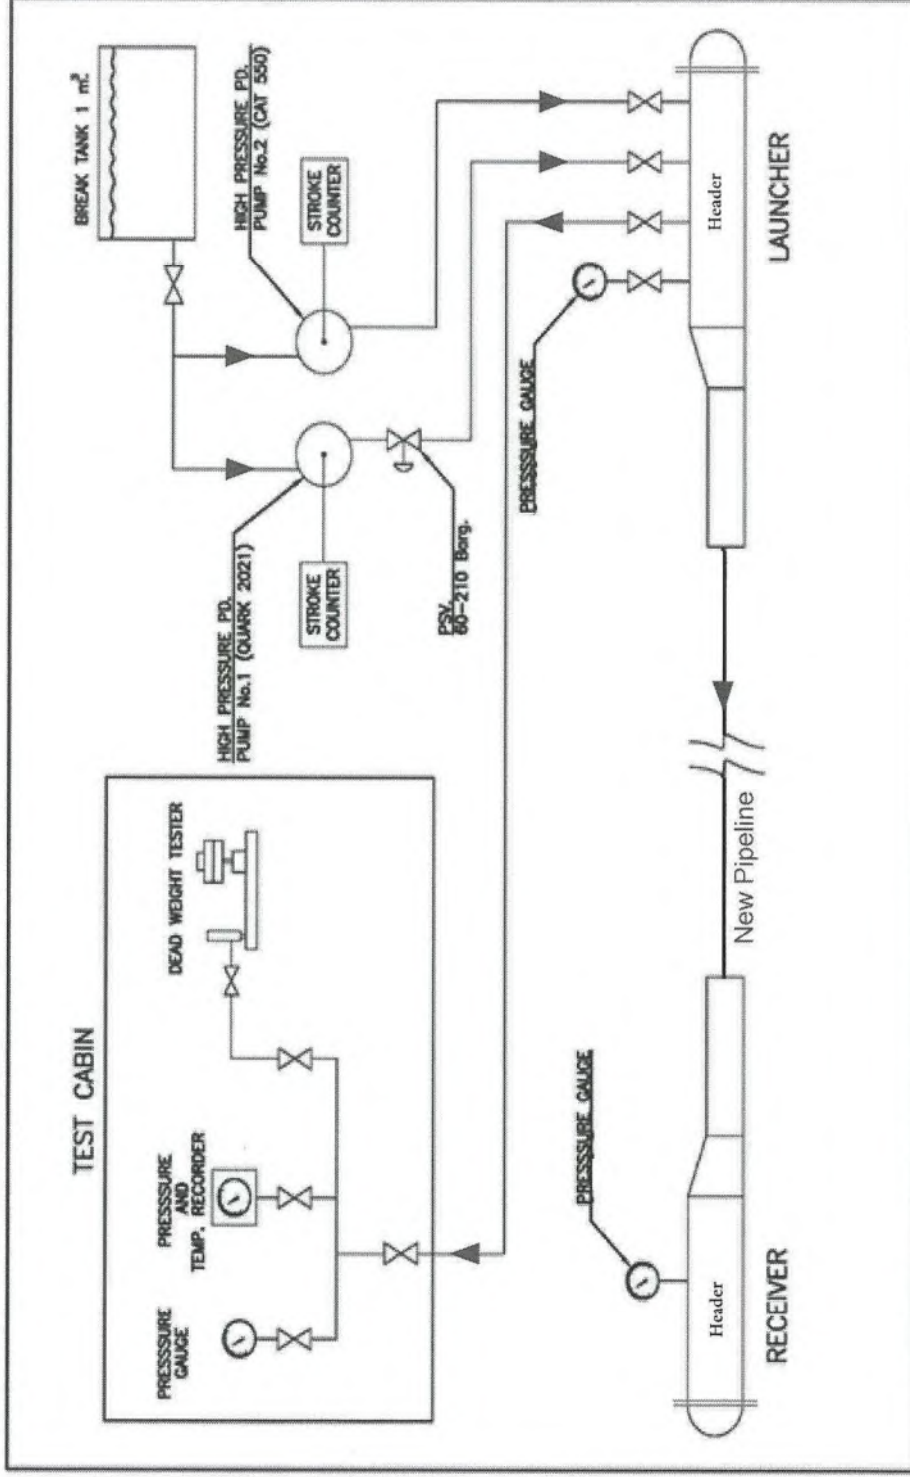 TEST CABIN
PRESSSURE
GAUGE
PRESSSURE
AND
TEMP. RECORDER
DEAD WEIGHT TESTER
HIGH PRESSURE PD.
PUMP No.1 (QUARK 2021)
STROKE
COUNTER
PSV.
60-210 Barg.
BREAK TANK 1 m³.
HIGH PRESSURE PD.
PUMP No.2 (CAT 550)
STROKE
COUNTER
PRESSSURE GAUGE
PRESSSURE GAUGE
Header
RECEIVER
New Pipeline
Header
LAUNCHER